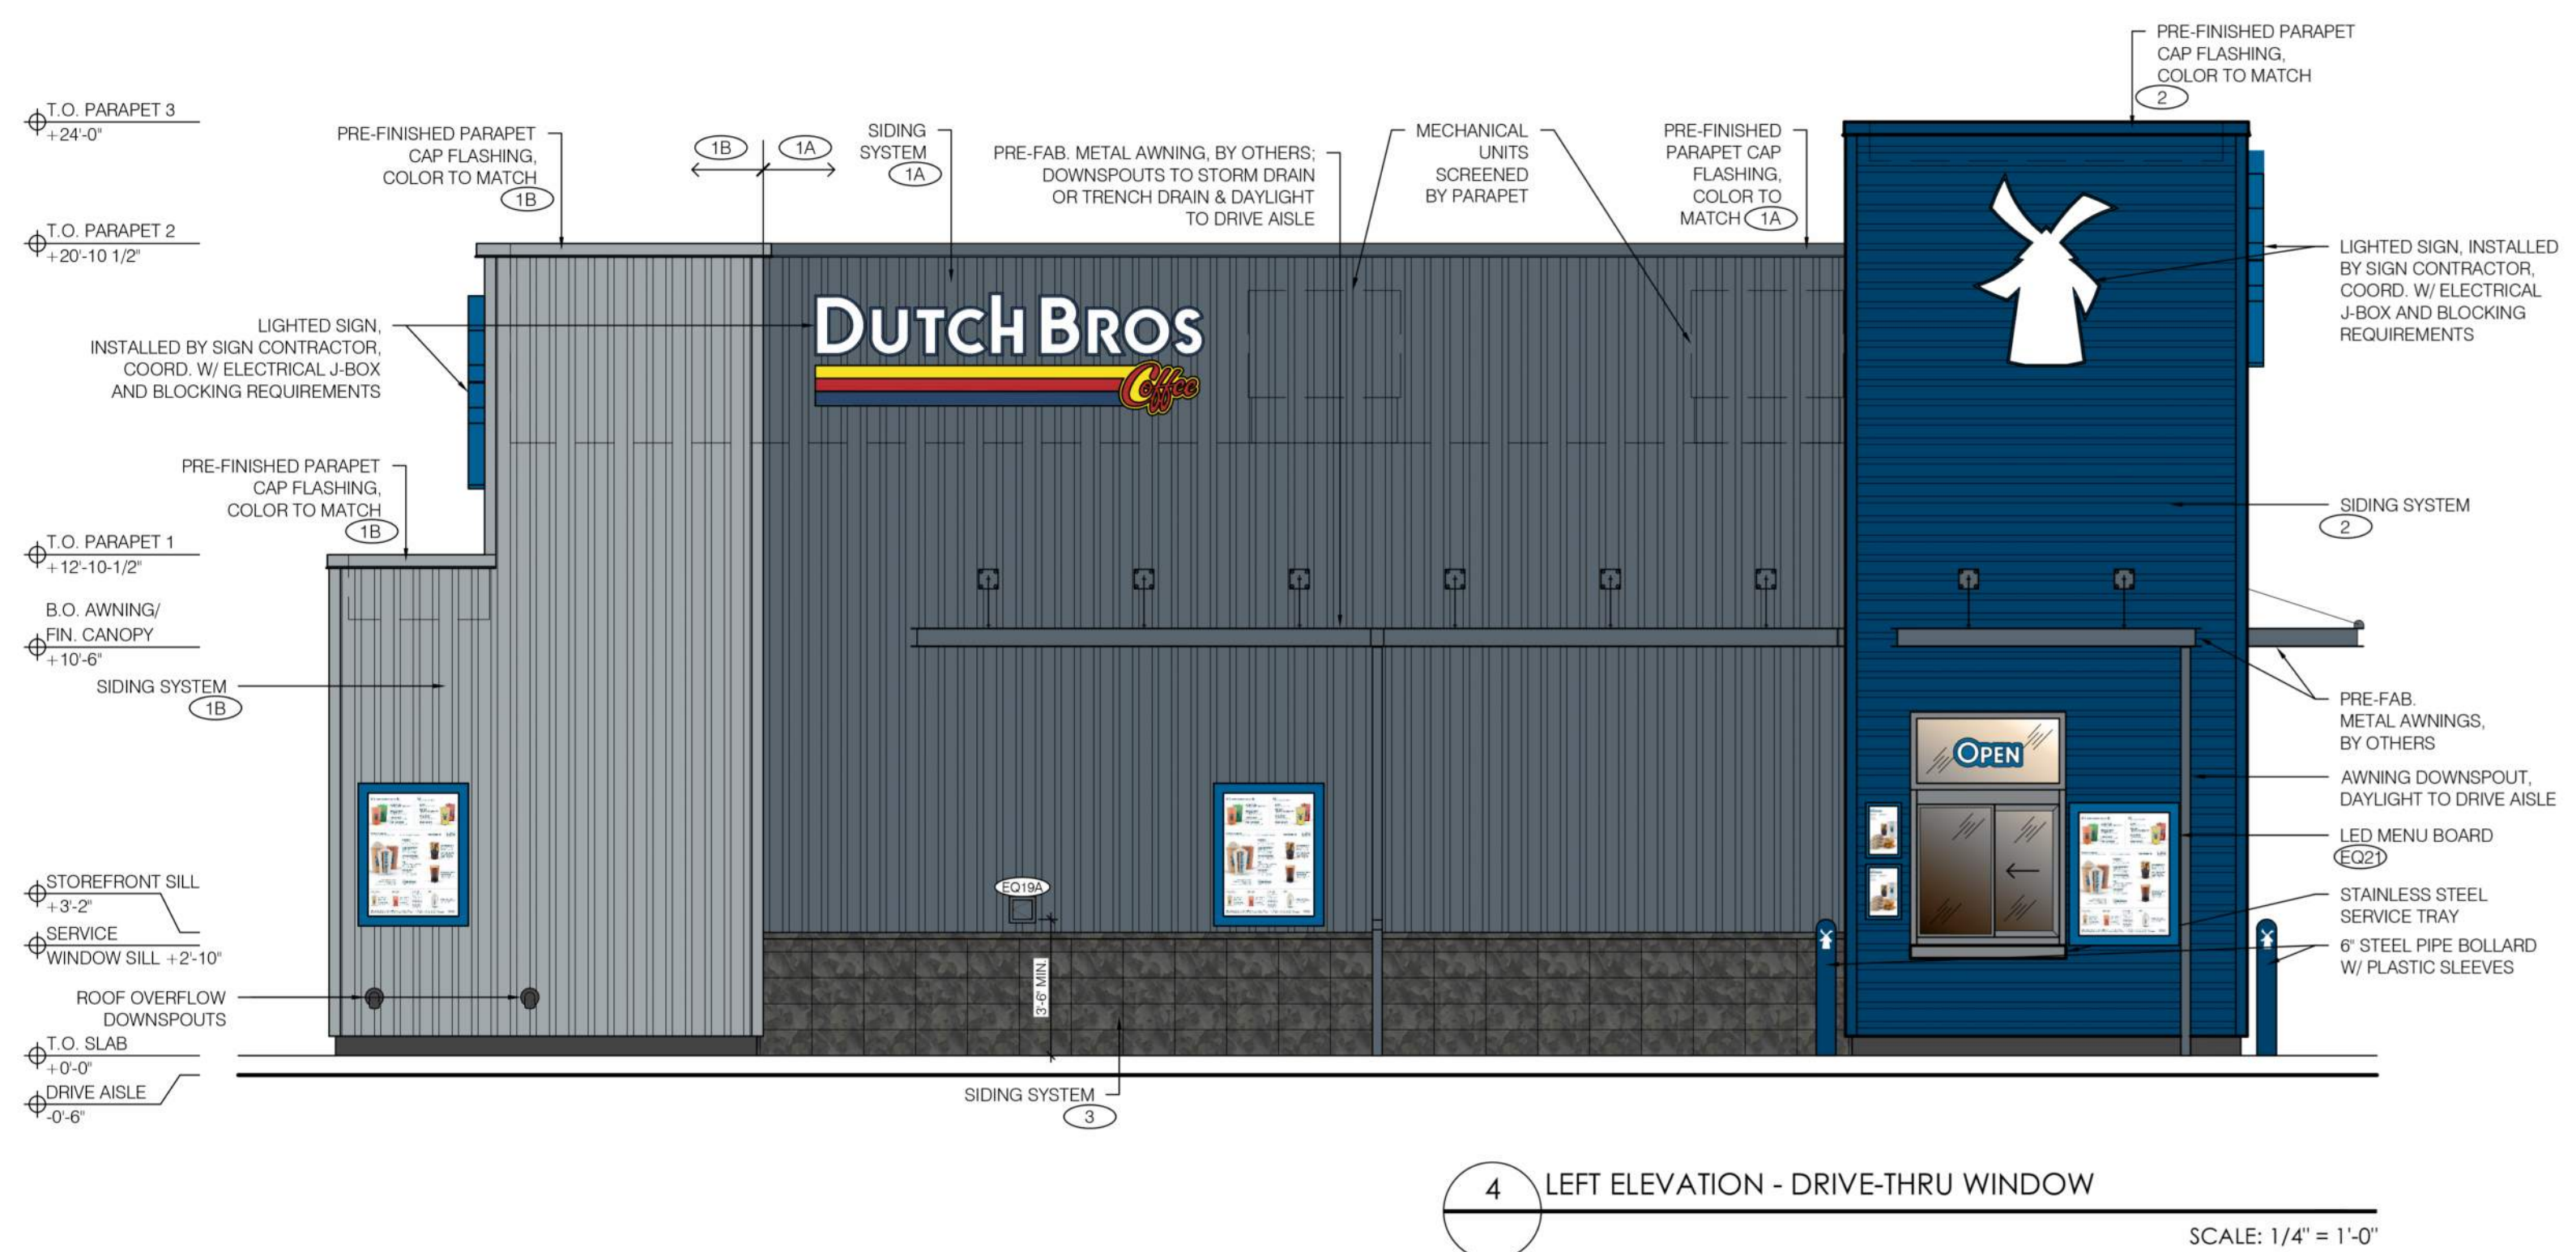 T.O. PARAPET 3
+24'-0"
T.O. PARAPET 2
+20'-10 1/2"
T.O. PARAPET 1
+12'-10-1/2"
B.O. AWNING/
FIN. CANOPY
+10'-6"
STOREFRONT SILL
+3'-2"
SERVICE
WINDOW SILL +2'-10"
T.O. SLAB
+0'-0"
DRIVE AISLE
-0'-6"
PRE-FINISHED PARAPET
CAP FLASHING,
COLOR TO MATCH
1B
LIGHTED SIGN,
INSTALLED BY SIGN CONTRACTOR,
COORD. W/ ELECTRICAL J-BOX
AND BLOCKING REQUIREMENTS
PRE-FINISHED PARAPET
CAP FLASHING,
COLOR TO MATCH
1B
SIDING SYSTEM
1B
ROOF OVERFLOW
DOWNSPOUTS
1B
1A
SIDING
SYSTEM
1A
PRE-FAB. METAL AWNING, BY OTHERS;
DOWNSPOUTS TO STORM DRAIN
OR TRENCH DRAIN & DAYLIGHT
TO DRIVE AISLE
MECHANICAL
UNITS
SCREENED
BY PARAPET
PRE-FINISHED
PARAPET CAP
FLASHING,
COLOR TO
MATCH 1A
PRE-FINISHED PARAPET
CAP FLASHING,
COLOR TO MATCH
2
DUTCH BROS
Coffee
EQ19A
3'-6" MIN.
SIDING SYSTEM
3
OPEN
LIGHTED SIGN, INSTALLED
BY SIGN CONTRACTOR,
COORD. W/ ELECTRICAL
J-BOX AND BLOCKING
REQUIREMENTS
SIDING SYSTEM
2
PRE-FAB.
METAL AWNINGS,
BY OTHERS
AWNING DOWNSPOUT,
DAYLIGHT TO DRIVE AISLE
LED MENU BOARD
EQ21
STAINLESS STEEL
SERVICE TRAY
6" STEEL PIPE BOLLARD
W/ PLASTIC SLEEVES
4
LEFT ELEVATION - DRIVE-THRU WINDOW
SCALE: 1/4" = 1'-0"